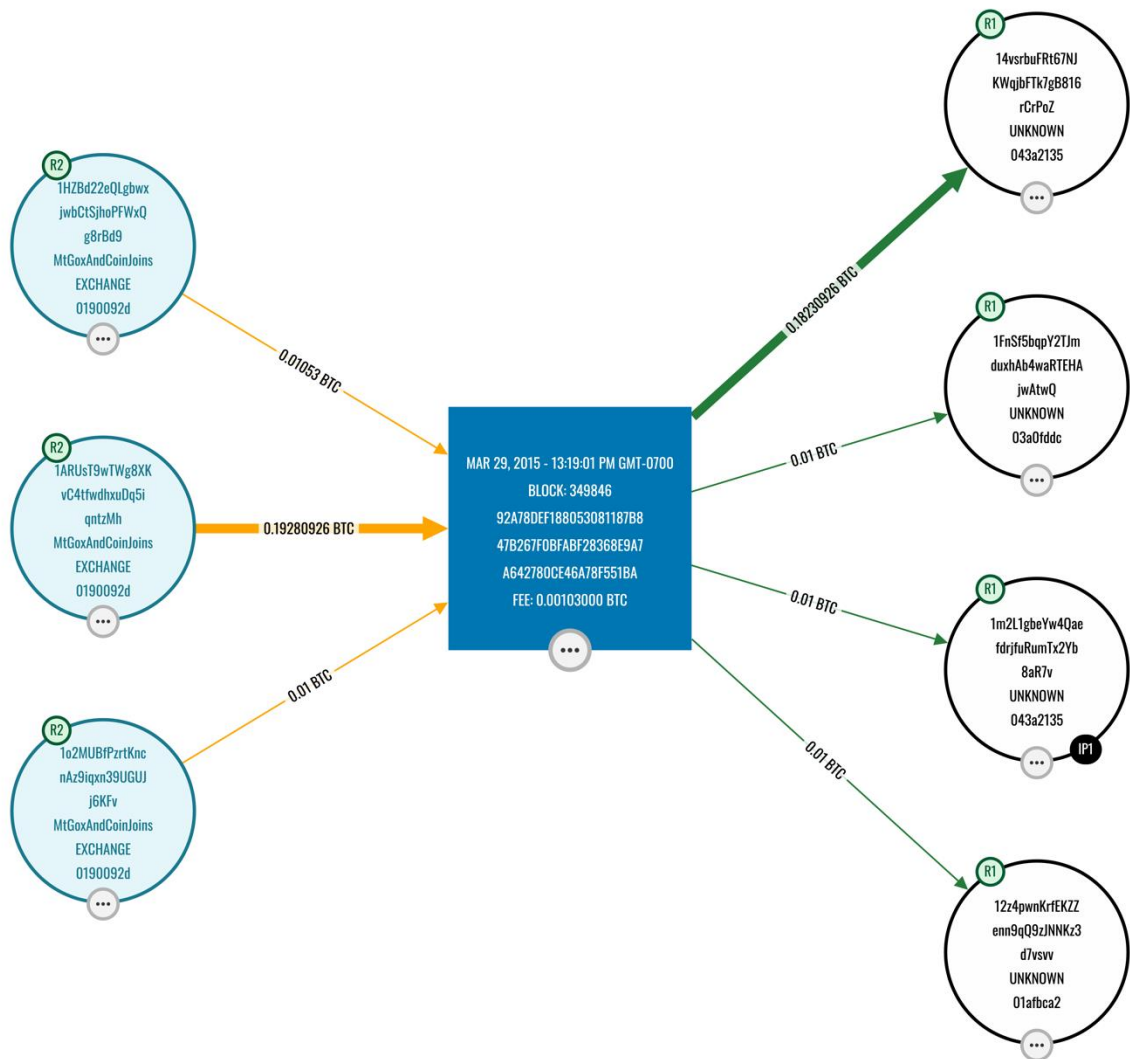 R2
1HZBd22eQLgbwx
jwbCtSjhoPFWxQ
g8rBd9
MtGoxAndCoinJoins
EXCHANGE
0190092d
R2
1ARUsT9wTWg8XK
vC4tfwdhxuDq5i
qntzMh
MtGoxAndCoinJoins
EXCHANGE
0190092d
R2
1o2MUBfPzrtKnc
nAz9iqxn39UGUJ
j6KFv
MtGoxAndCoinJoins
EXCHANGE
0190092d
0.01053 BTC
0.19280926 BTC
0.01 BTC
MAR 29, 2015 - 13:19:01 PM GMT-0700
BLOCK: 349846
92A78DEF188053081187B8
47B267F0BFABF28368E9A7
A642780CE46A78F551BA
FEE: 0.00103000 BTC
0.18230926 BTC
0.01 BTC
0.01 BTC
0.01 BTC
R1
14vsrbuFRt67NJ
KWqjbFTk7gB816
rCrPoZ
UNKNOWN
043a2135
R1
1FnSf5bqpY2TJm
duxhAb4waRTEHA
jwAtwQ
UNKNOWN
03a0fddc
R1
1m2L1gbeYw4Qae
fdrjfuRumTx2Yb
8aR7v
UNKNOWN
043a2135
IP1
R1
12z4pwnKrfEKZZ
enn9qQ9zJNNKz3
d7vsvv
UNKNOWN
01afbca2